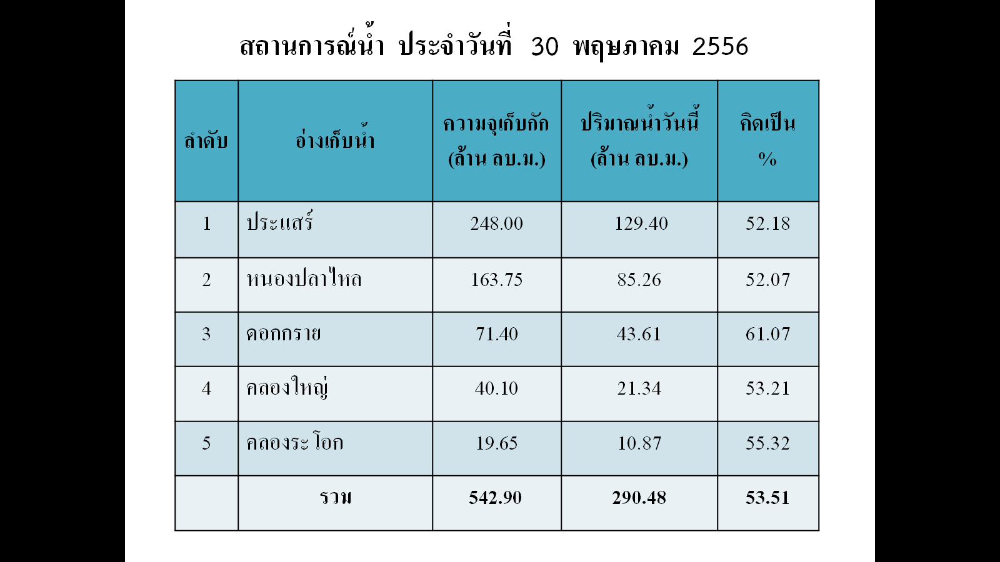 สถานการณ์น้ำ ประจำวันที่ 30 พฤษภาคม 2556
ลำดับ อ่างเก็บน้ำ ความจุเก็บกัก (ล้าน ลบ.ม.) ปริมาณน้ำวันนี้ (ล้าน ลบ.ม.) คิดเป็น %
1 ประแสร์ 248.00 129.40 52.18
2 หนองปลาไหล 163.75 85.26 52.07
3 ดอกกราย 71.40 43.61 61.07
4 คลองใหญ่ 40.10 21.34 53.21
5 คลองระโอก 19.65 10.87 55.32
รวม 542.90 290.48 53.51